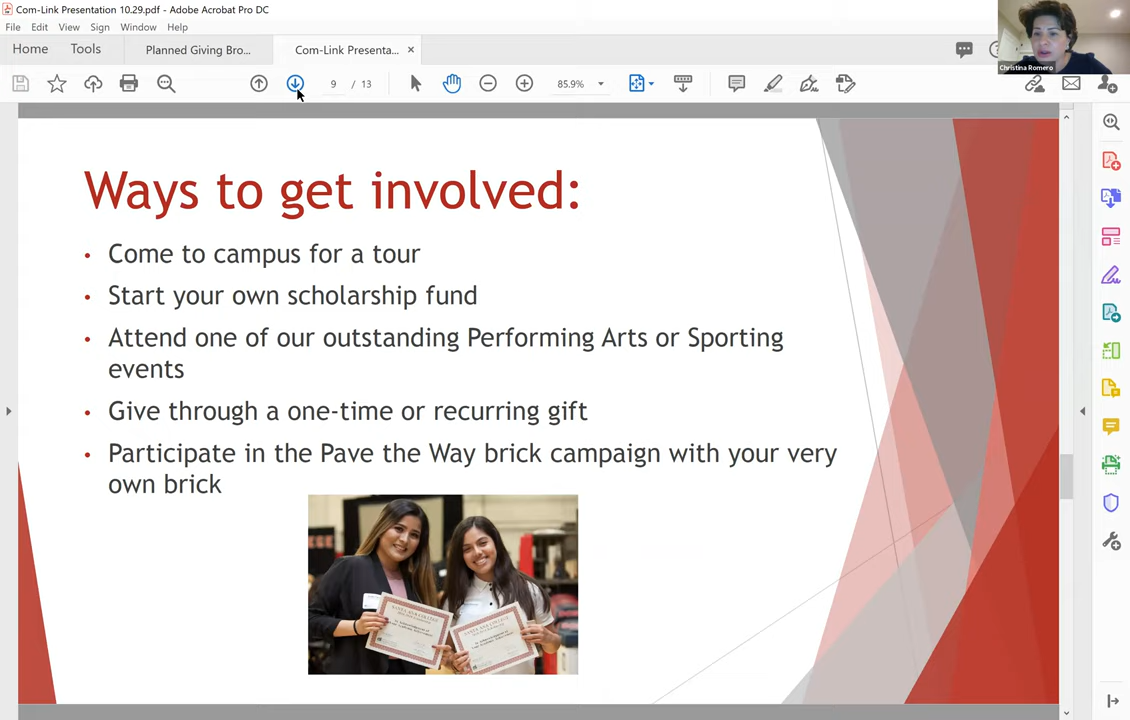 Com-Link Presentation 10.29.pdf - Adobe Acrobat Pro DC
File Edit View Sign Window Help
Home Tools Planned Giving Bro... Com-Link Presenta... ×
9 / 13 85.9%
Christina Romero
Ways to get involved:
• Come to campus for a tour
• Start your own scholarship fund
• Attend one of our outstanding Performing Arts or Sporting
events
• Give through a one-time or recurring gift
• Participate in the Pave the Way brick campaign with your very
own brick